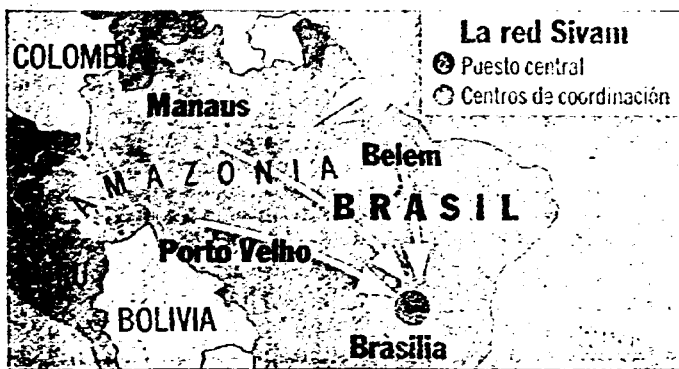 La red Sivam
Puesto central
Centros de coordinación
COLOMBIA
Manaus
AMAZONIA
Belem
BRASIL
Porto Velho
BOLIVIA
Brasilia